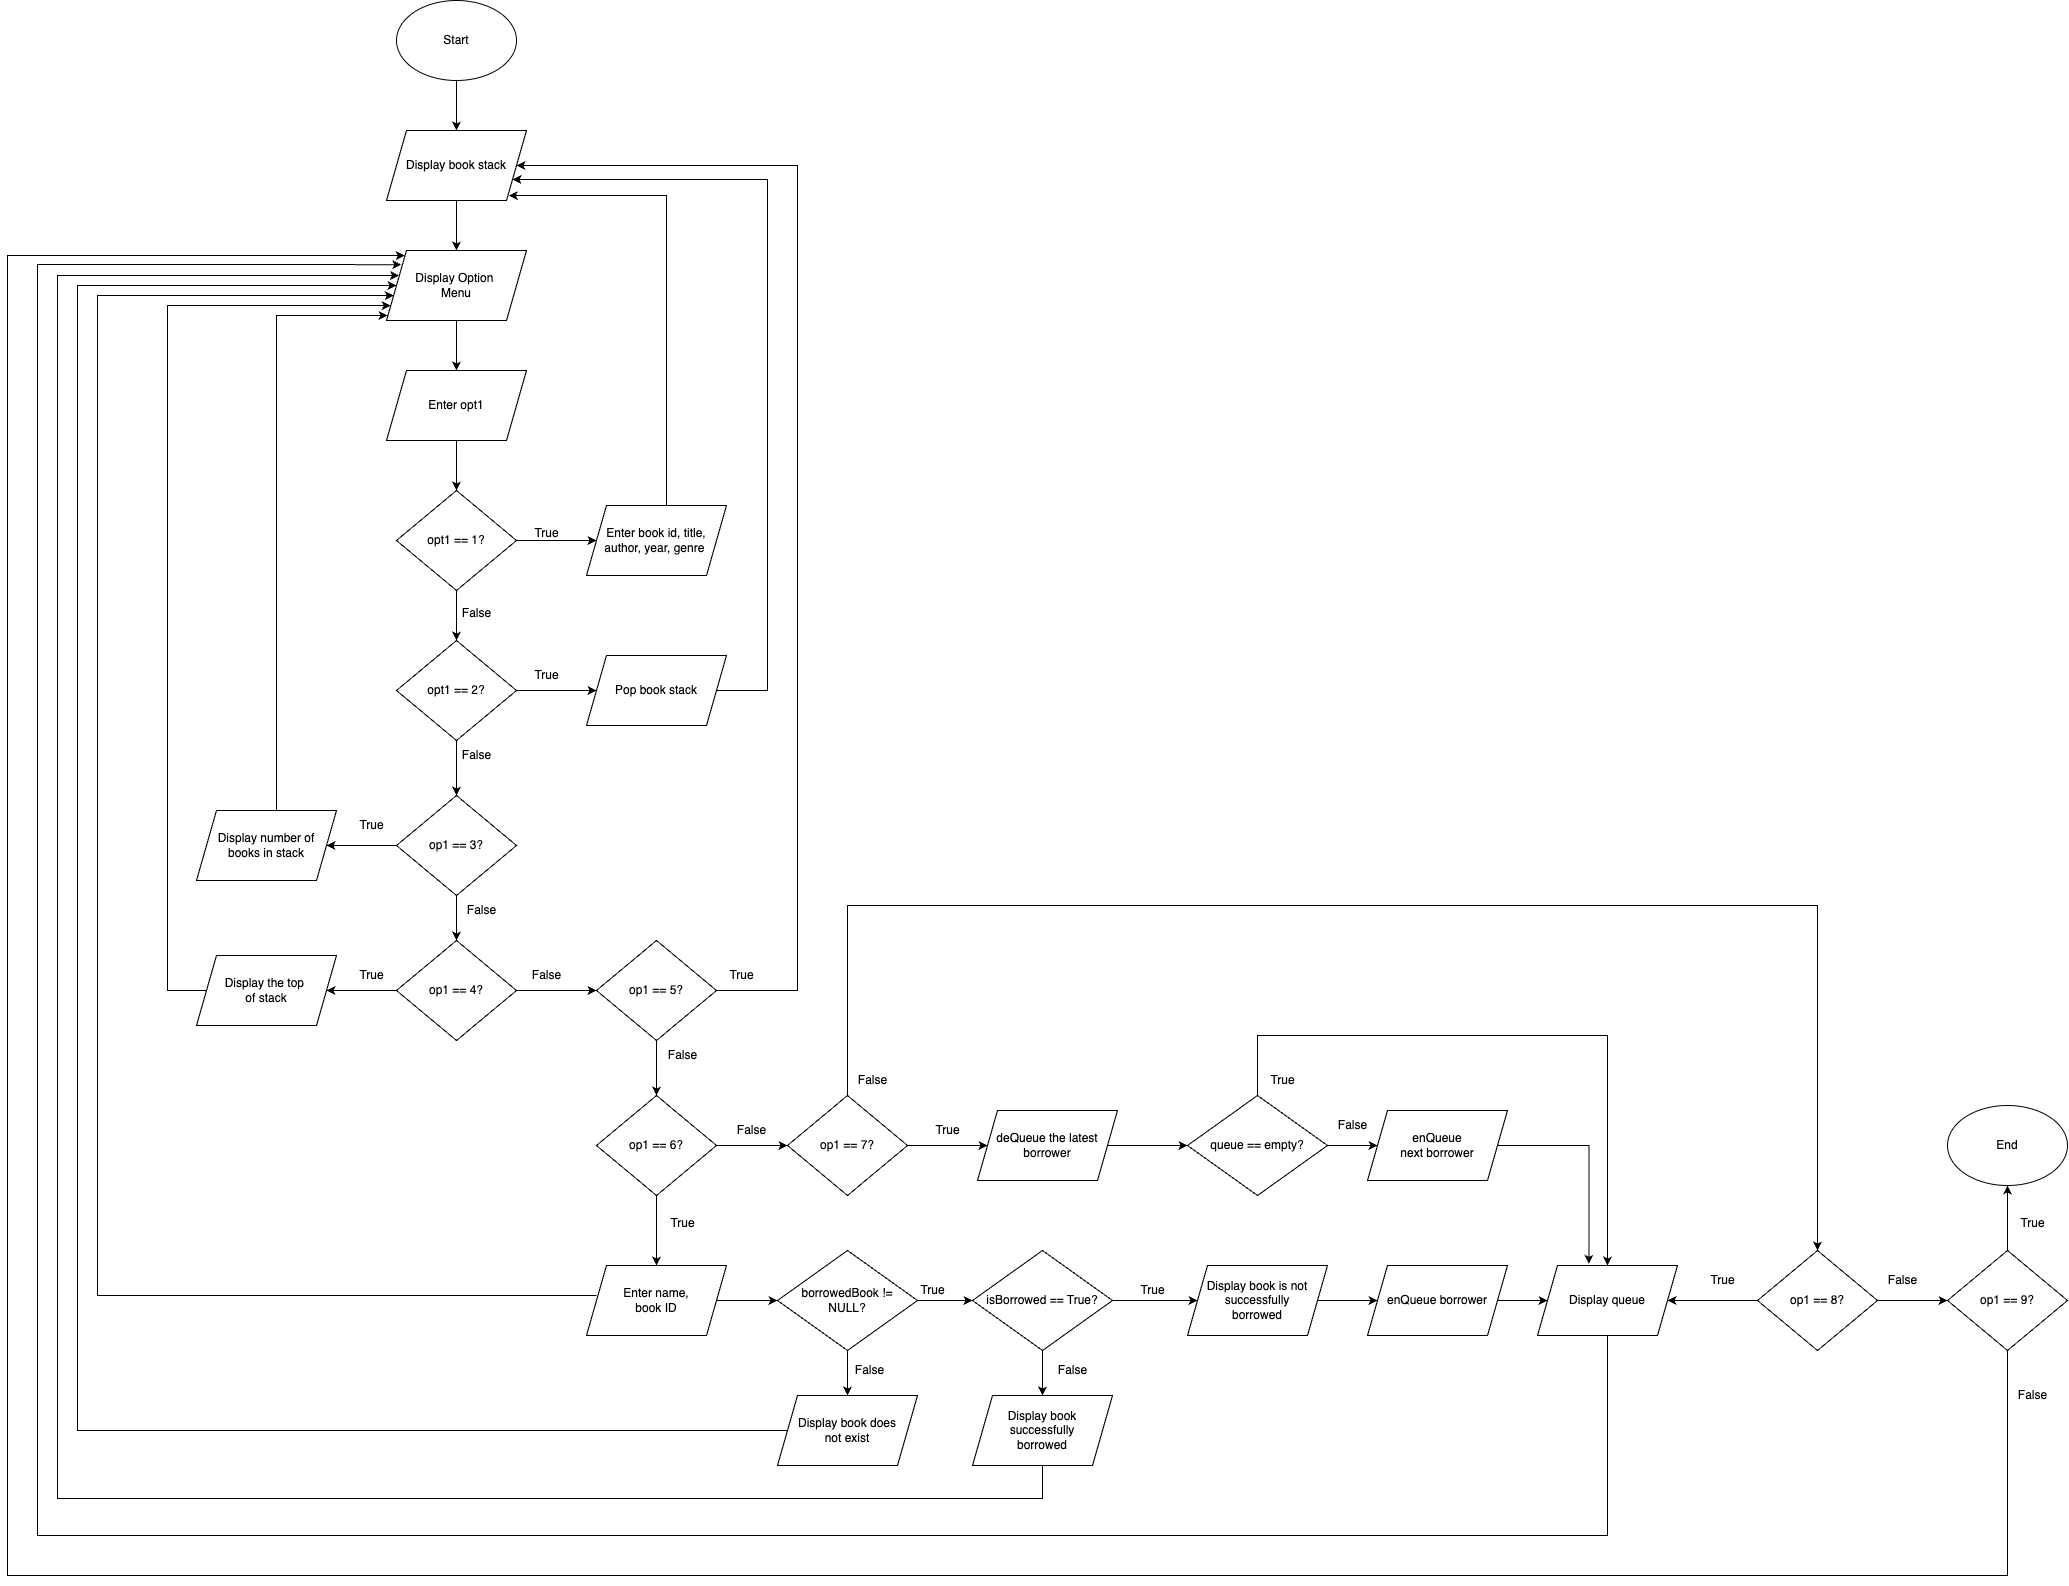 Start
Display book stack
Display Option
Menu
Enter opt1
opt1 == 1?
True
Enter book id, title,
author, year, genre
False
opt1 == 2?
True
Pop book stack
False
Display number of
books in stack
True
op1 == 3?
False
Display the top
of stack
True
op1 == 4?
False
op1 == 5?
True
False
op1 == 6?
False
op1 == 7?
False
True
deQueue the latest
borrower
queue == empty?
True
False
enQueue
next borrower
End
True
True
Enter name,
book ID
borrowedBook !=
NULL?
True
isBorrowed == True?
True
Display book is not
successfully
borrowed
enQueue borrower
Display queue
True
op1 == 8?
False
op1 == 9?
False
False
False
Display book does
not exist
Display book
successfully
borrowed